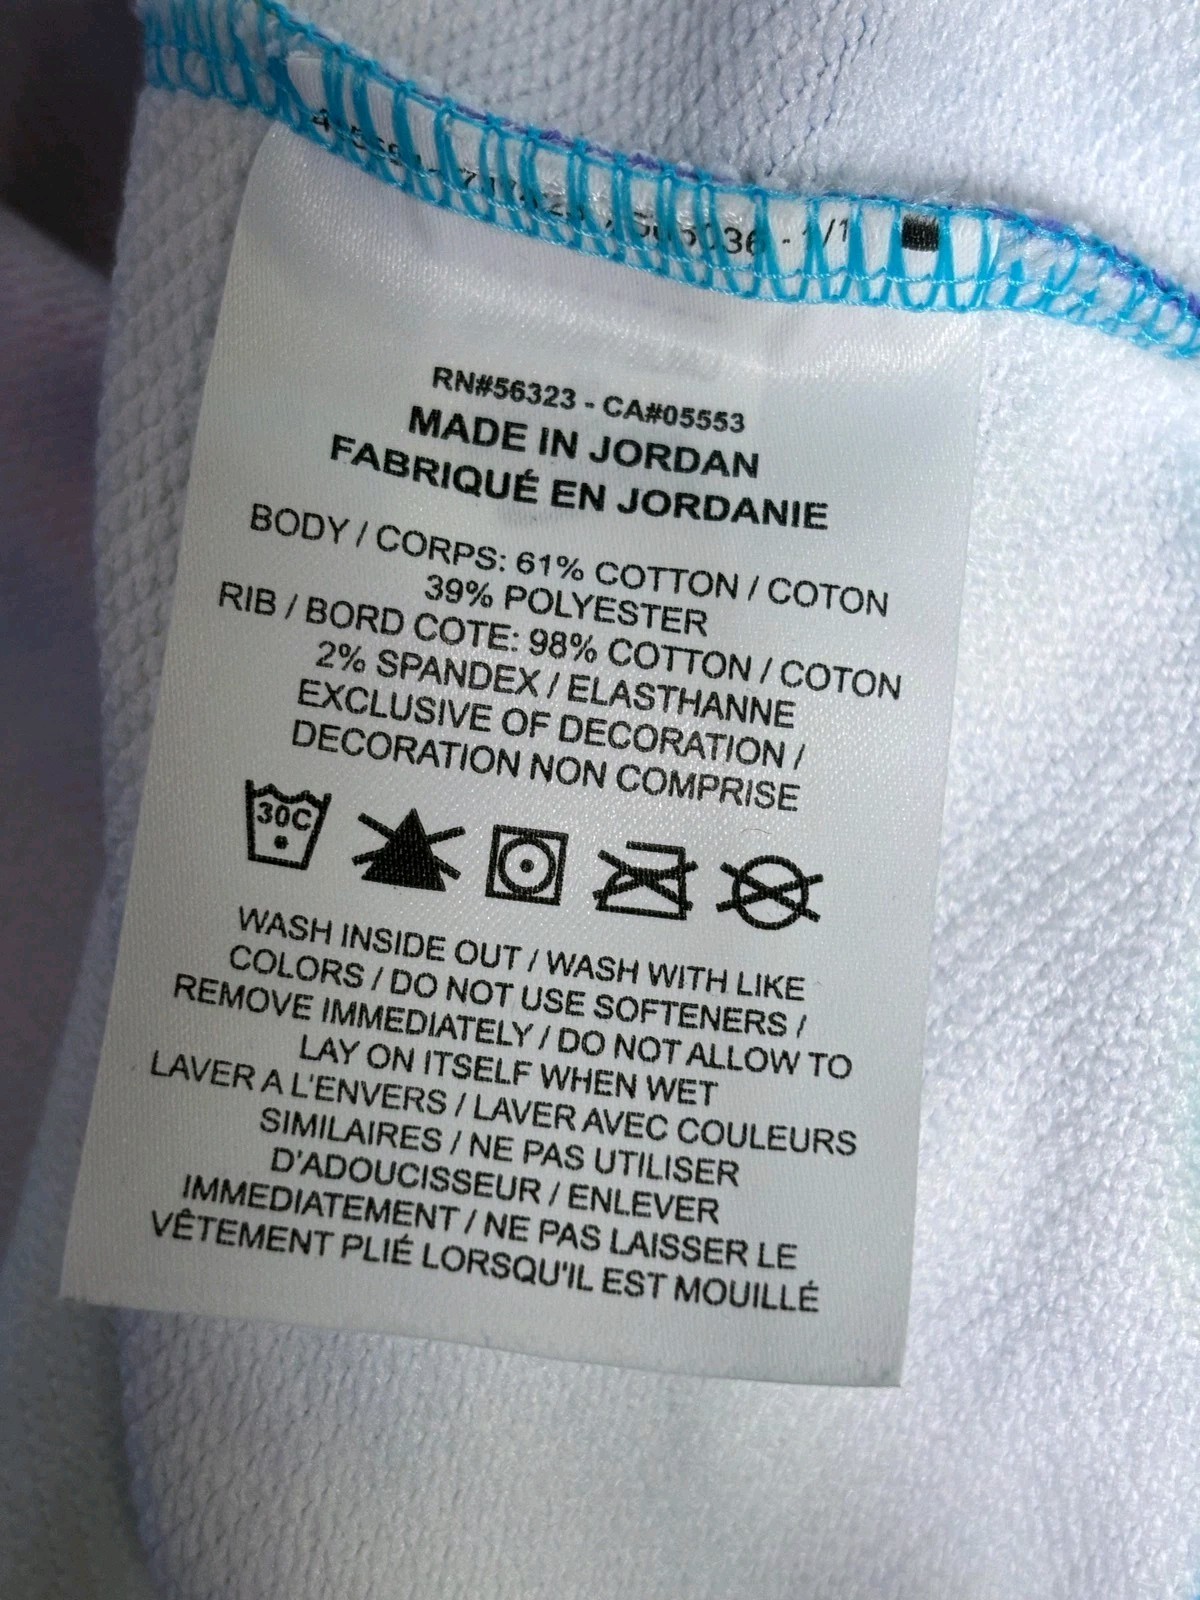 - 1/1
RN#56323 - CA#05553
MADE IN JORDAN
FABRIQUÉ EN JORDANIE
BODY / CORPS: 61% COTTON / COTON
39% POLYESTER
RIB / BORD COTE: 98% COTTON / COTON
2% SPANDEX / ELASTHANNE
EXCLUSIVE OF DECORATION /
DECORATION NON COMPRISE
30C
WASH INSIDE OUT / WASH WITH LIKE
COLORS / DO NOT USE SOFTENERS /
REMOVE IMMEDIATELY / DO NOT ALLOW TO
LAY ON ITSELF WHEN WET
LAVER A L'ENVERS / LAVER AVEC COULEURS
SIMILAIRES / NE PAS UTILISER
D'ADOUCISSEUR / ENLEVER
IMMEDIATEMENT / NE PAS LAISSER LE
VÊTEMENT PLIÉ LORSQU'IL EST MOUILLÉ